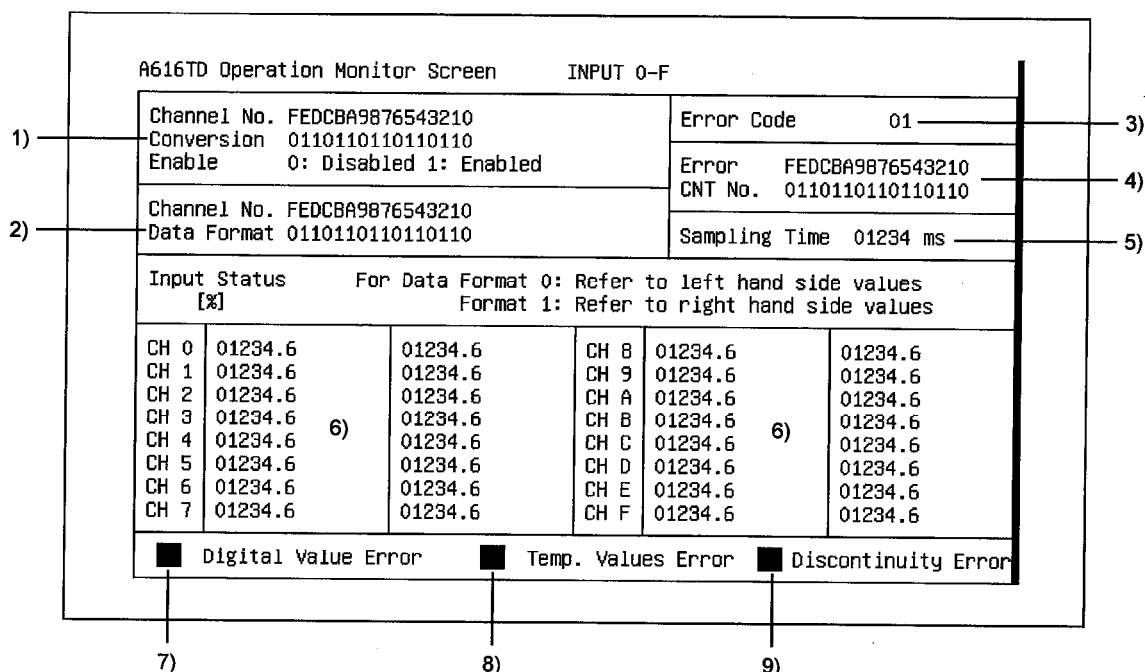 A616TD Operation Monitor Screen INPUT 0-F
Channel No. FEDCBA9876543210
1) Conversion 0110110110110110
Enable 0: Disabled 1: Enabled
Error Code 01 3)
Error FEDCBA9876543210
CNT No. 0110110110110110 4)
Channel No. FEDCBA9876543210
2) Data Format 0110110110110110
Sampling Time 01234 ms 5)
Input Status For Data Format 0: Refer to left hand side values
[%] Format 1: Refer to right hand side values
CH 0 01234.6 01234.6 CH 8 01234.6 01234.6
CH 1 01234.6 01234.6 CH 9 01234.6 01234.6
CH 2 01234.6 01234.6 CH A 01234.6 01234.6
CH 3 01234.6 6) 01234.6 CH B 01234.6 6) 01234.6
CH 4 01234.6 01234.6 CH C 01234.6 01234.6
CH 5 01234.6 01234.6 CH D 01234.6 01234.6
CH 6 01234.6 01234.6 CH E 01234.6 01234.6
CH 7 01234.6 01234.6 CH F 01234.6 01234.6
Digital Value Error Temp. Values Error Discontinuity Error
7) 8) 9)